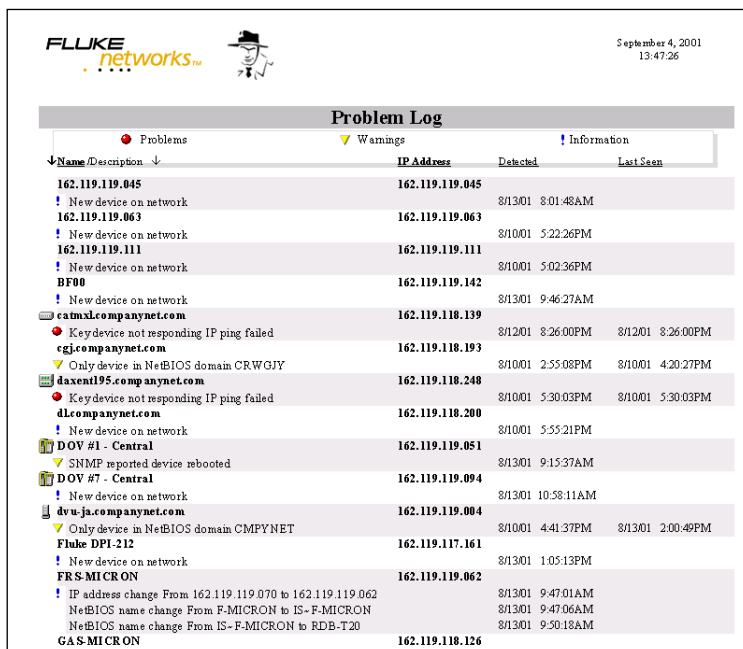 FLUKE
networks™
September 4, 2001
13:47:26
Problem Log
Problems Warnings ! Information
↓Name /Description ↓ IP Address Detected Last Seen
162.119.119.045 162.119.119.045
! New device on network 8/13/01 8:01:48AM
162.119.119.063 162.119.119.063
! New device on network 8/10/01 5:22:26PM
162.119.119.111 162.119.119.111
! New device on network 8/10/01 5:02:36PM
BF00 162.119.119.142
! New device on network 8/13/01 9:46:27AM
catmxl.companynet.com 162.119.118.139
Key device not responding IP ping failed 8/12/01 8:26:00PM 8/12/01 8:26:00PM
cgj.companynet.com 162.119.118.193
Only device in NetBIOS domain CRWGJY 8/10/01 2:55:08PM 8/10/01 4:20:27PM
daxent195.companynet.com 162.119.118.248
Key device not responding IP ping failed 8/10/01 5:30:03PM 8/10/01 5:30:03PM
dl.companynet.com 162.119.118.200
! New device on network 8/10/01 5:55:21PM
DOV #1 - Central 162.119.119.051
SNMP reported device rebooted 8/13/01 9:15:37AM
DOV #7 - Central 162.119.119.094
! New device on network 8/13/01 10:58:11AM
dvu-ja.companynet.com 162.119.119.004
Only device in NetBIOS domain CMPYNET 8/10/01 4:41:37PM 8/13/01 2:00:49PM
Fluke DPI-212 162.119.117.161
! New device on network 8/13/01 1:05:13PM
FRS-MICRON 162.119.119.062
! IP address change From 162.119.119.070 to 162.119.119.062 8/13/01 9:47:01AM
NetBIOS name change From F-MICRON to IS~F-MICRON 8/13/01 9:47:06AM
NetBIOS name change From IS~F-MICRON to RDB-T20 8/13/01 9:50:18AM
GAS-MICRON 162.119.118.126